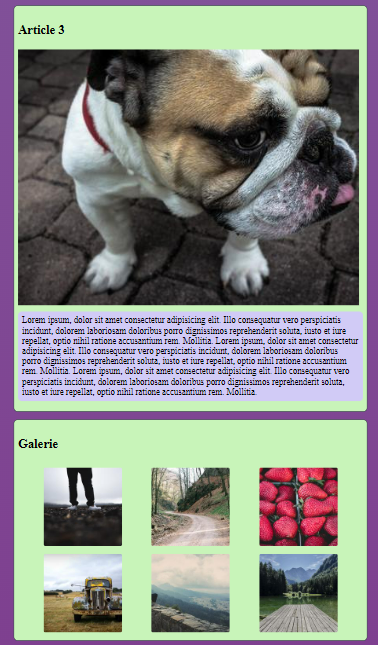 Article 3
Lorem ipsum, dolor sit amet consectetur adipisicing elit. Illo consequatur vero perspiciatis
incidunt, dolorem laboriosam doloribus porro dignissimos reprehenderit soluta, iusto et iure
repellat, optio nihil ratione accusantium rem. Mollitia. Lorem ipsum, dolor sit amet consectetur
adipisicing elit. Illo consequatur vero perspiciatis incidunt, dolorem laboriosam doloribus
porro dignissimos reprehenderit soluta, iusto et iure repellat, optio nihil ratione accusantium
rem. Mollitia. Lorem ipsum, dolor sit amet consectetur adipisicing elit. Illo consequatur vero
perspiciatis incidunt, dolorem laboriosam doloribus porro dignissimos reprehenderit soluta,
iusto et iure repellat, optio nihil ratione accusantium rem. Mollitia.
Galerie